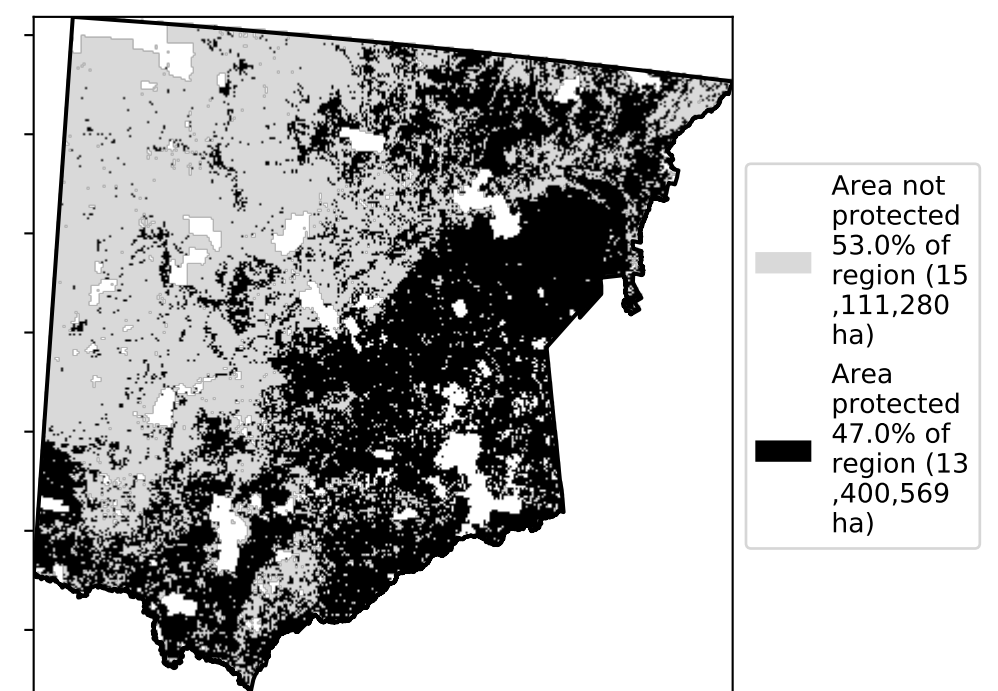 Area not
protected
53.0% of
region (15
,111,280
ha)
Area
protected
47.0% of
region (13
,400,569
ha)